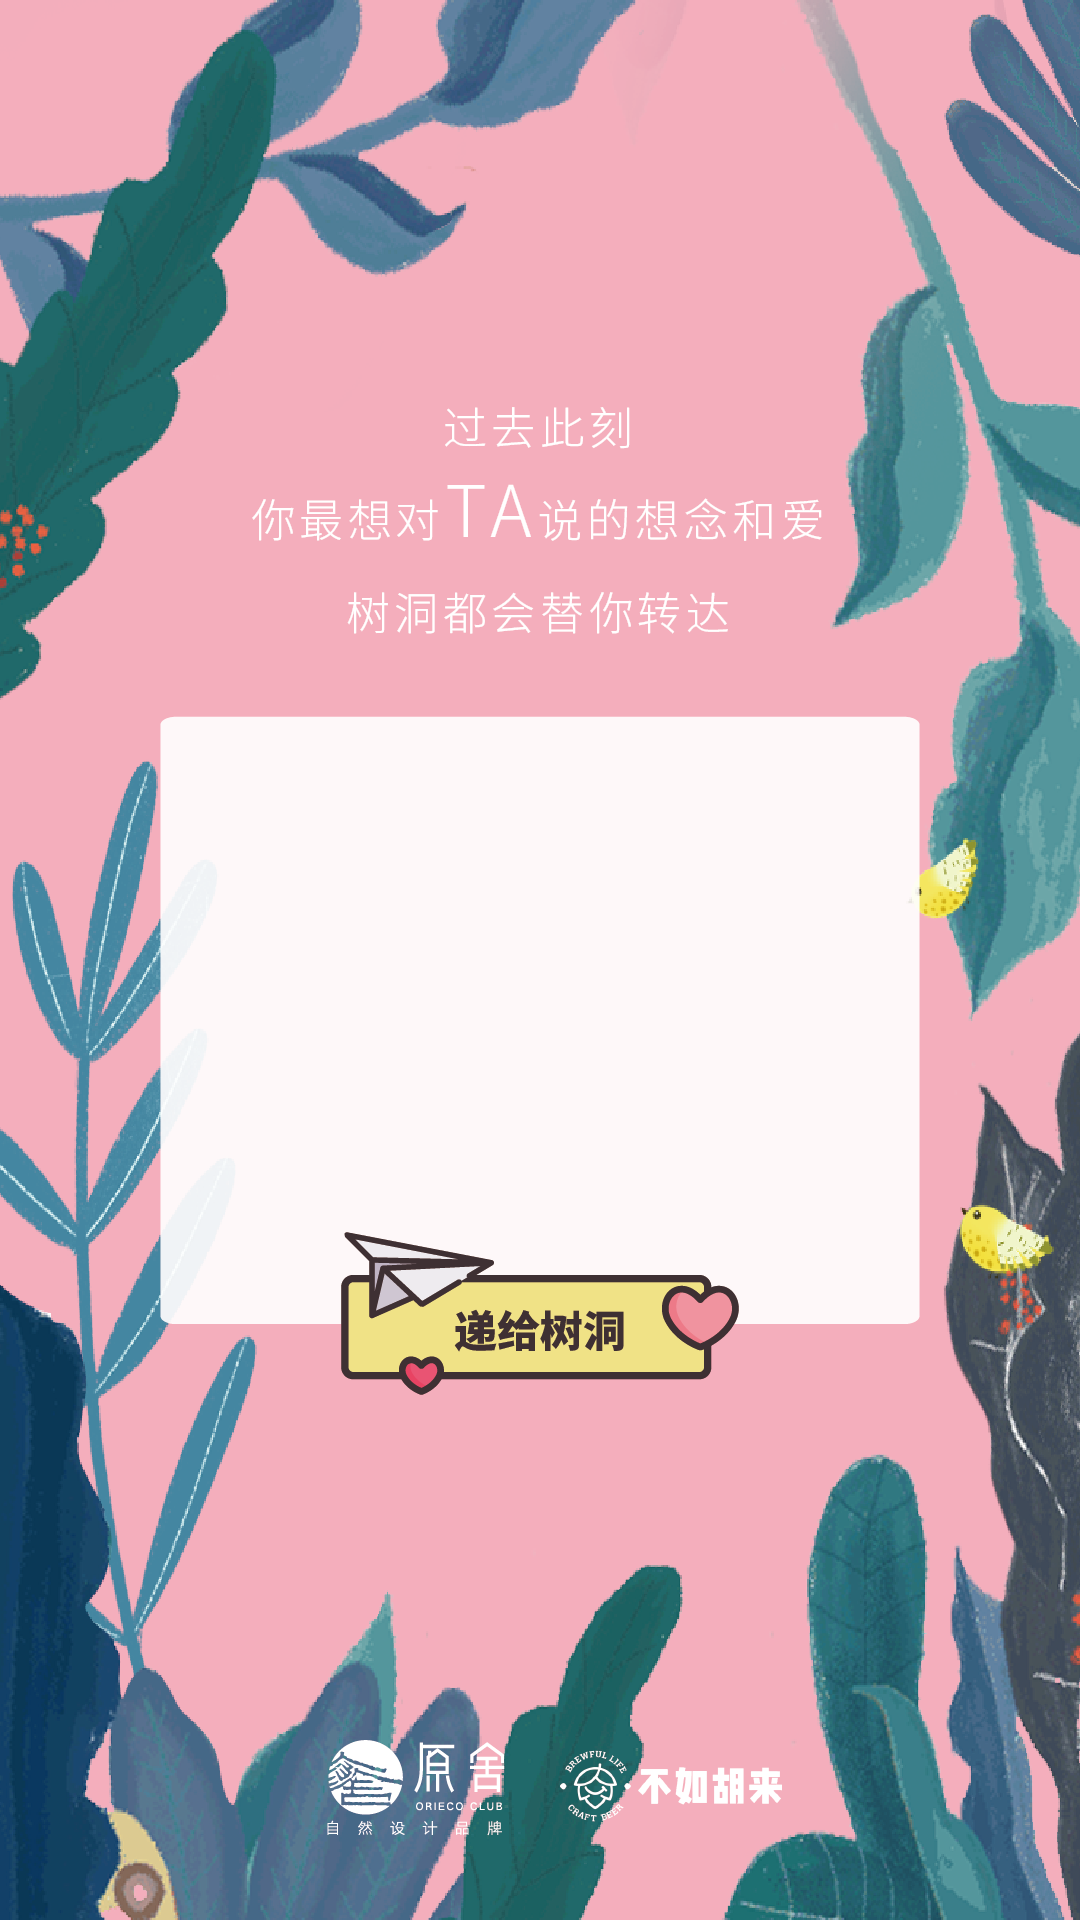 过去此刻
你最想对TA说的想念和爱
树洞都会替你转达
递给树洞
原舍
ORIECO CLUB
自然设计品牌
BREWFUL LIFE
CRAFT BEER
不如胡来